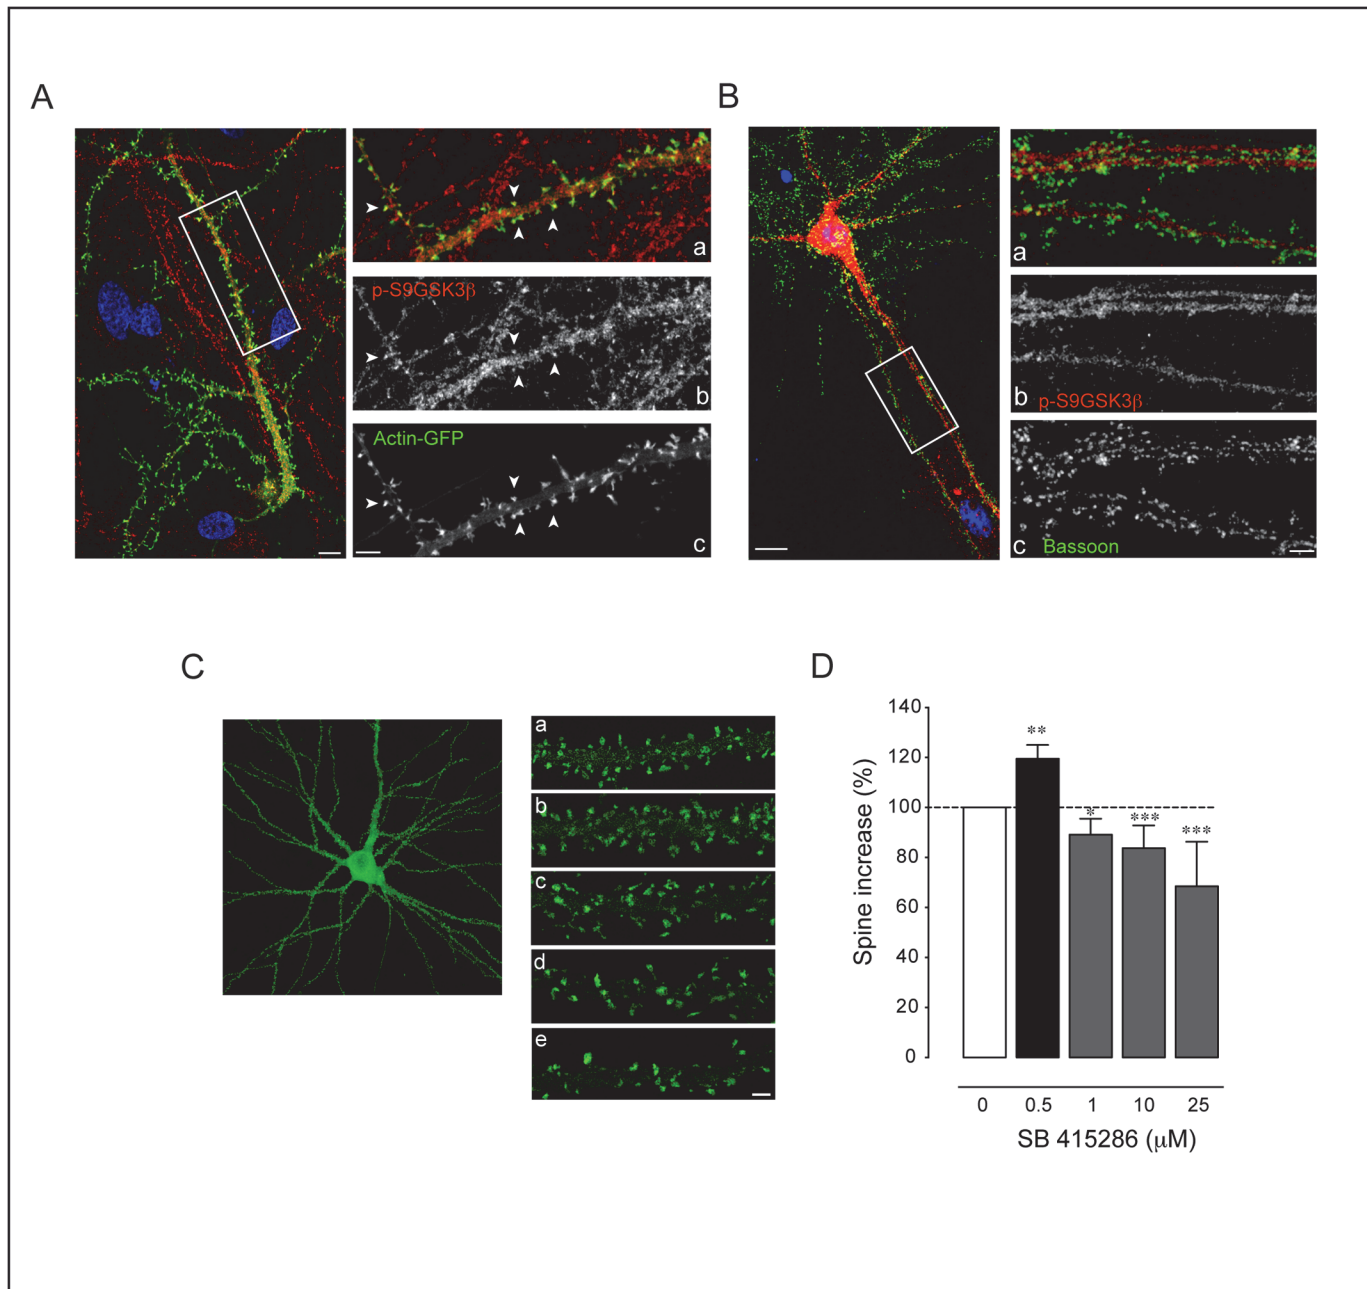 A
B
a
p-S9GSK3β
b
Actin-GFP
c
a
b
p-S9GSK3β
c
Bassoon
C
D
a
b
c
d
e
140
120
100
80
60
40
20
0
Spine increase (%)
**
*
***
***
0 0.5 1 10 25
SB 415286 (μM)